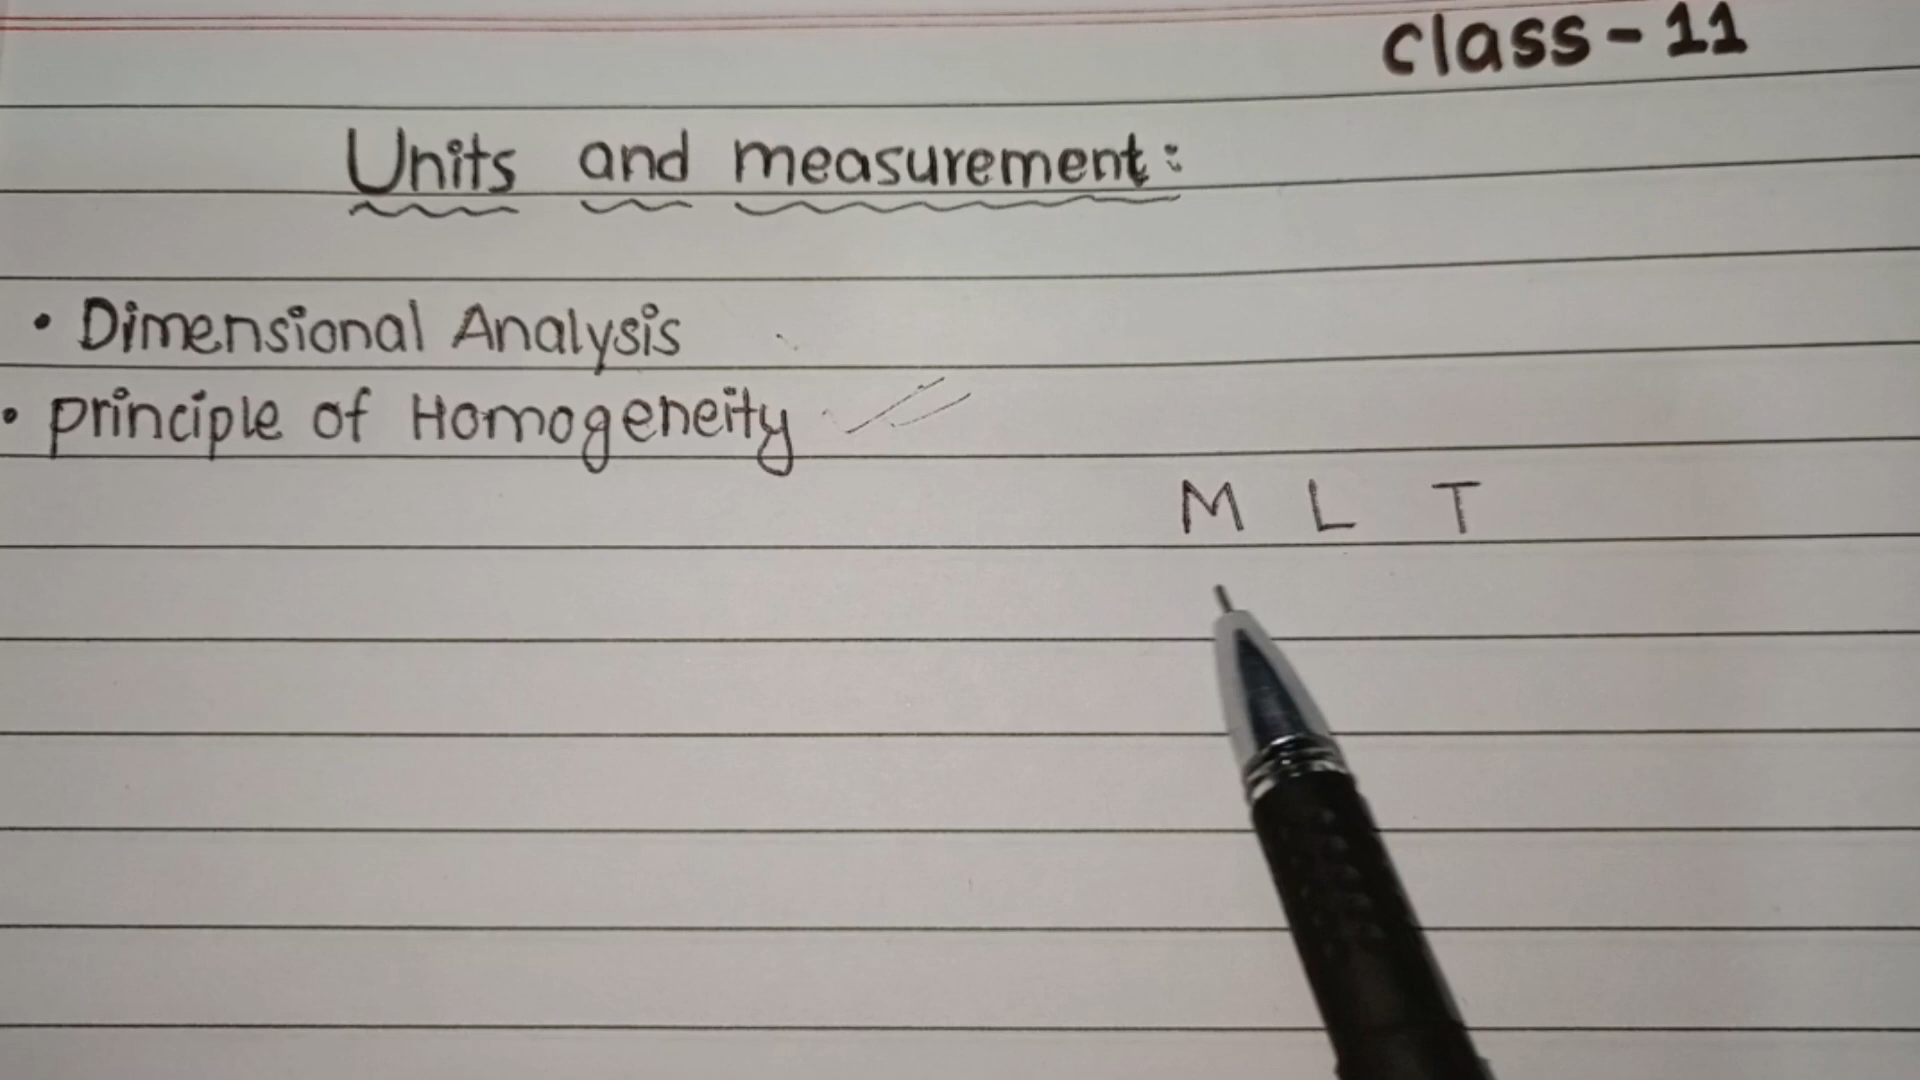 class - 11
Units and measurement:
• Dimensional Analysis
• principle of Homogeneity
M L T